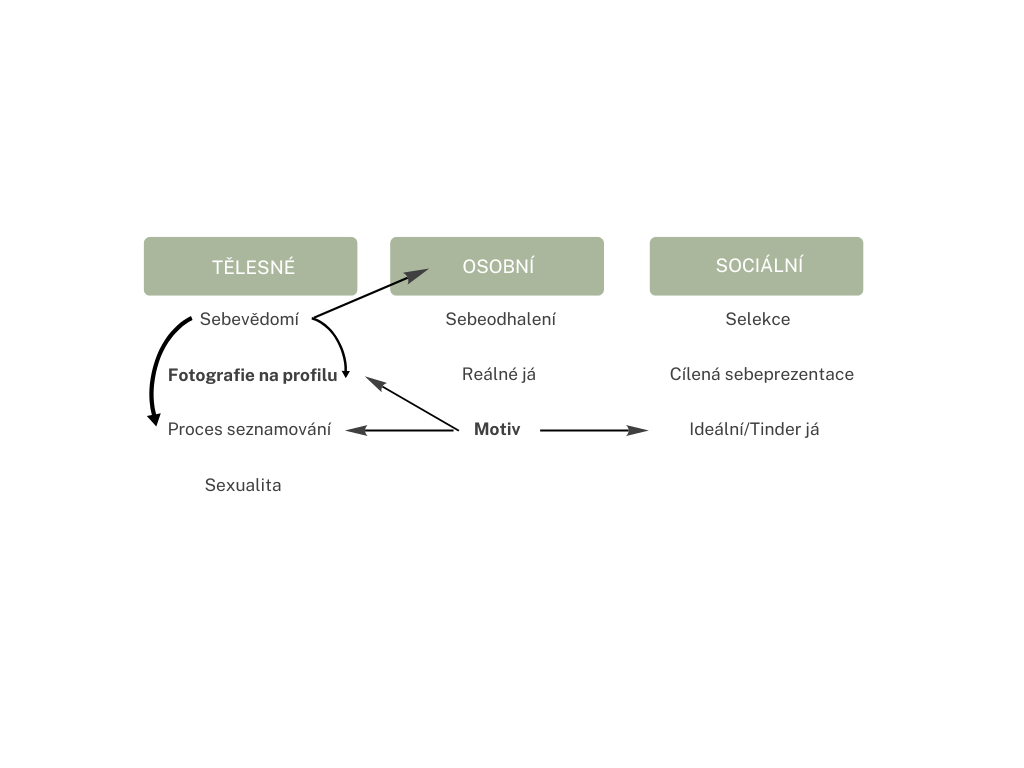 TĚLESNÉ
OSOBNÍ
SOCIÁLNÍ
Sebevědomí
Sebeodhalení
Selekce
Fotografie na profilu
Reálné já
Cílená sebeprezentace
Proces seznamování
Motiv
Ideální/Tinder já
Sexualita